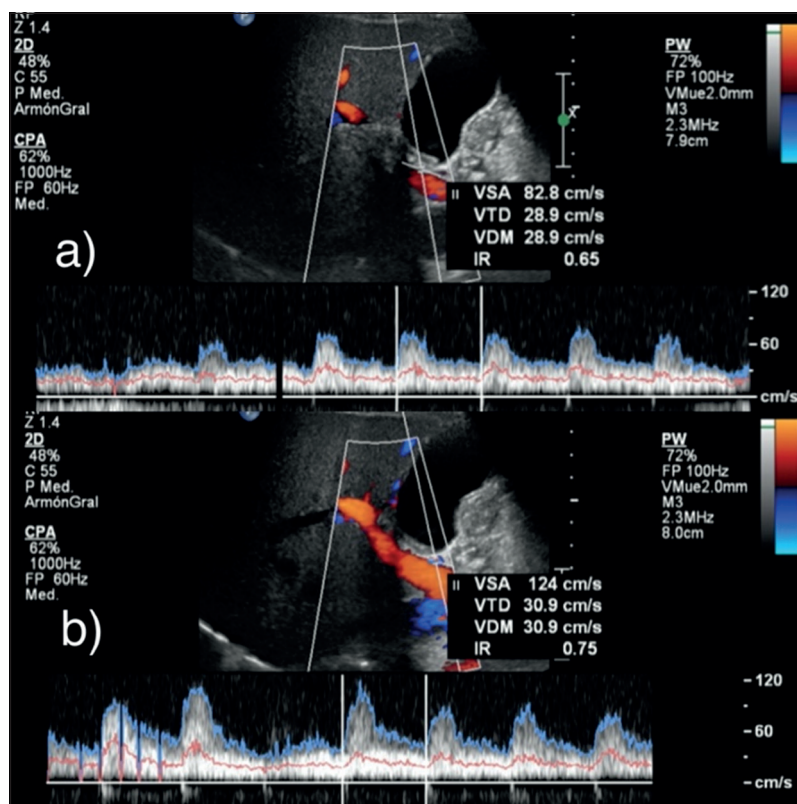 Z 1.4
2D
48%
C 55
P Med.
ArmónGral
CPA
62%
1000Hz
FP 60Hz
Med.
P
x
PW
72%
FP 100Hz
VMue2.0mm
M3
2.3MHz
7.9cm
VSA 82.8 cm/s
VTD 28.9 cm/s
VDM 28.9 cm/s
IR 0.65
a)
120
60
cm/s
Z 1.4
2D
48%
C 55
P Med.
ArmónGral
CPA
62%
1000Hz
FP 60Hz
Med.
PW
72%
FP 100Hz
VMue2.0mm
M3
2.3MHz
8.0cm
VSA 124 cm/s
VTD 30.9 cm/s
VDM 30.9 cm/s
IR 0.75
b)
120
60
cm/s